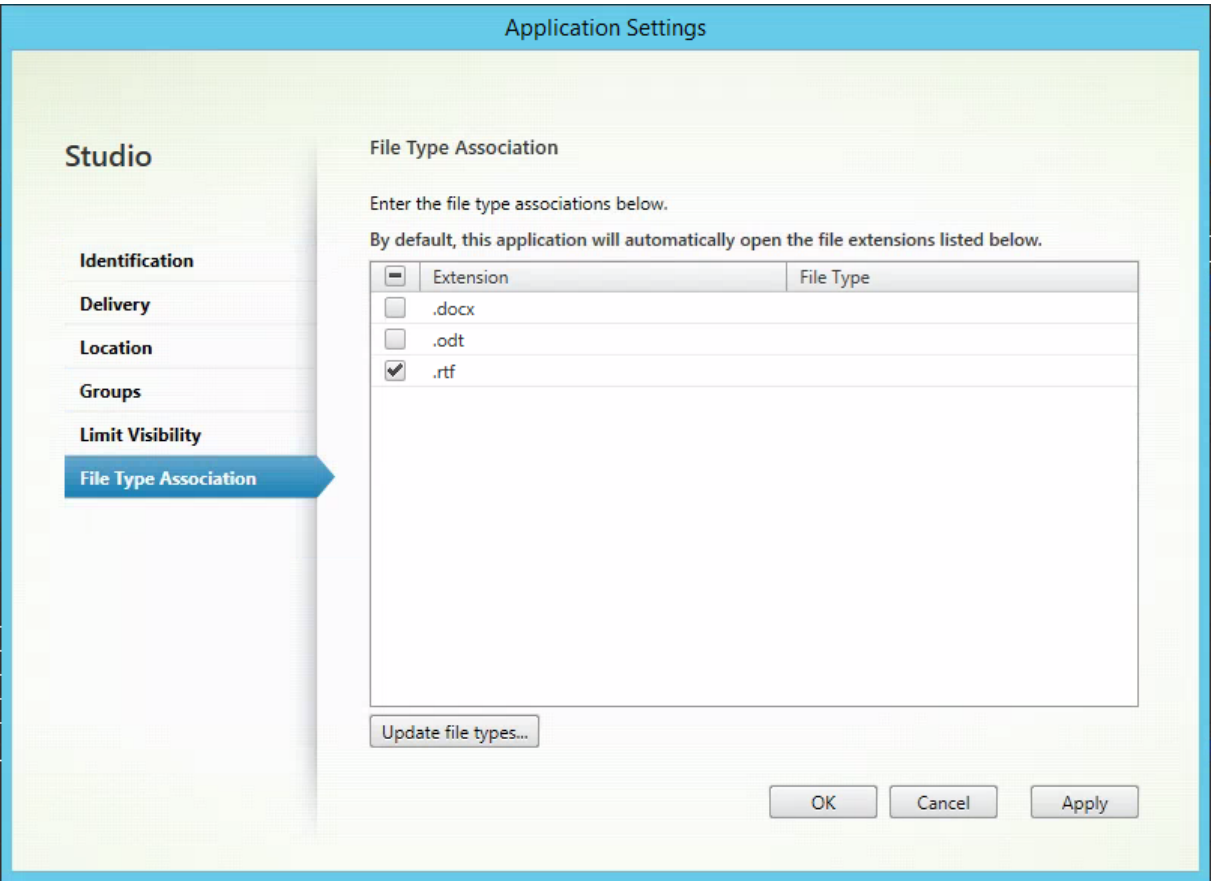 Application Settings
Studio
Identification
Delivery
Location
Groups
Limit Visibility
File Type Association
File Type Association
Enter the file type associations below.
By default, this application will automatically open the file extensions listed below.
Extension File Type
.docx
.odt
.rtf
Update file types...
OK Cancel Apply